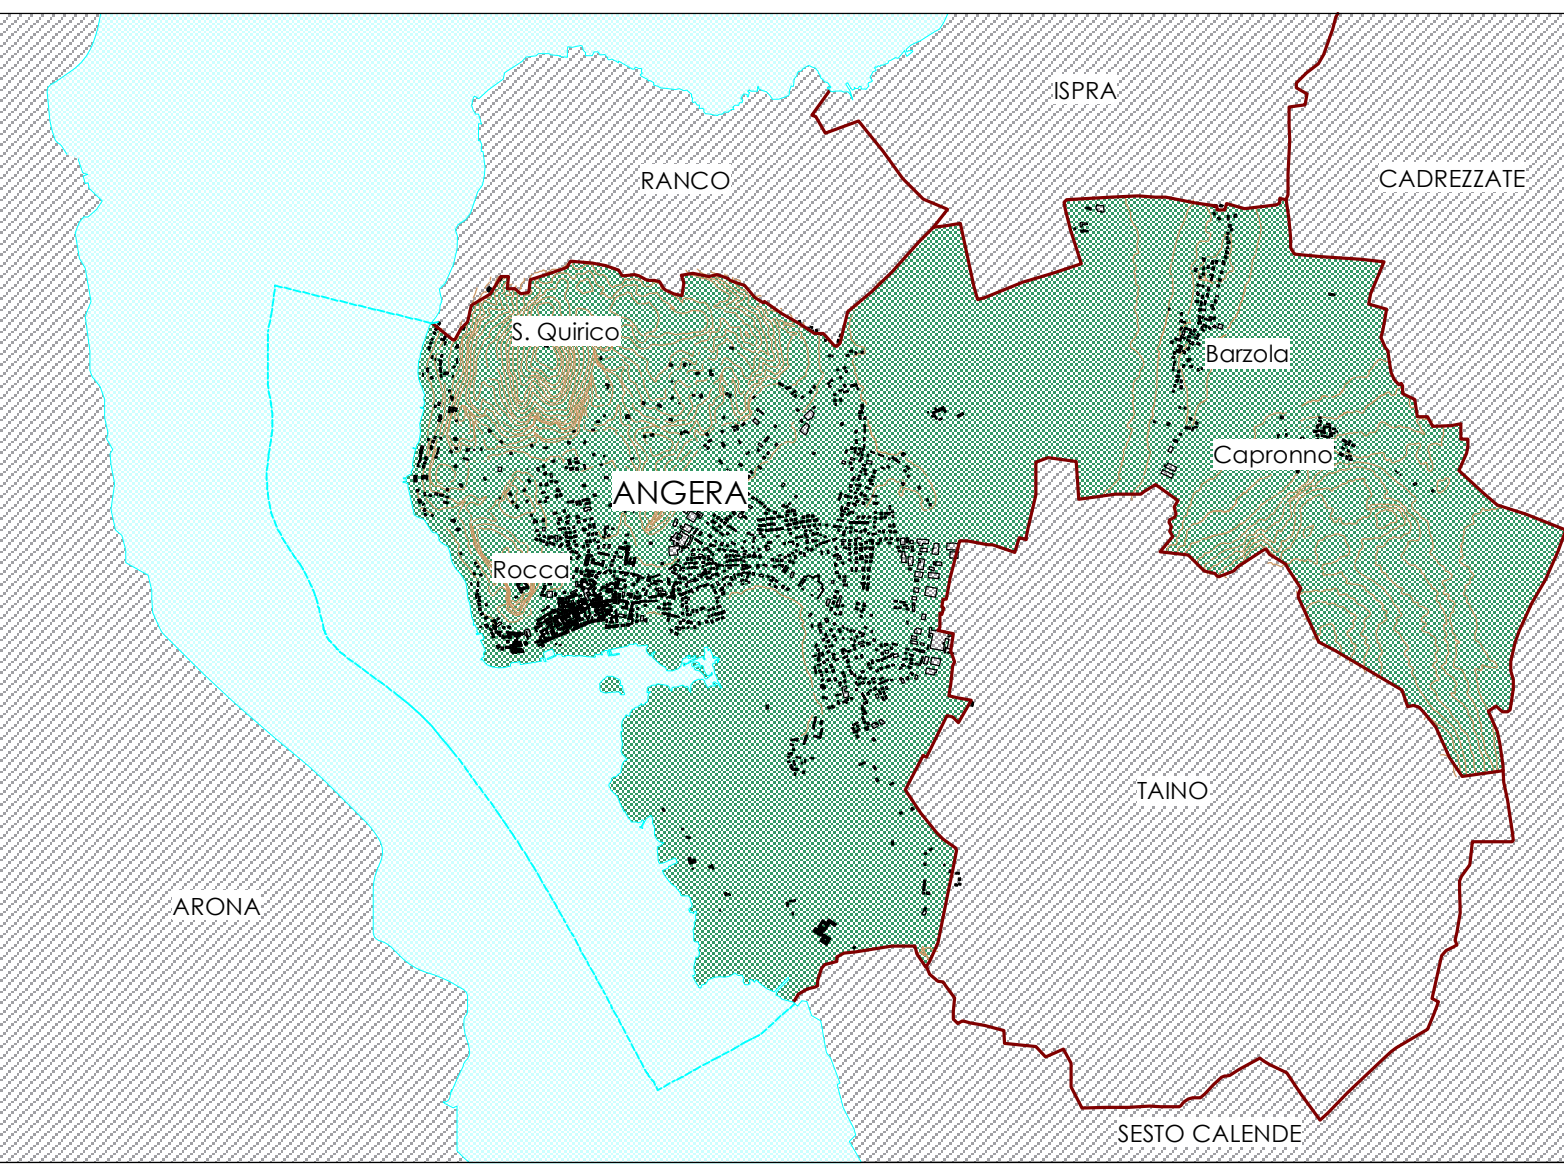 ISPRA
RANCO
CADREZZATE
S. Quirico
Barzola
Capronno
ANGERA
Rocca
TAINO
ARONA
SESTO CALENDE